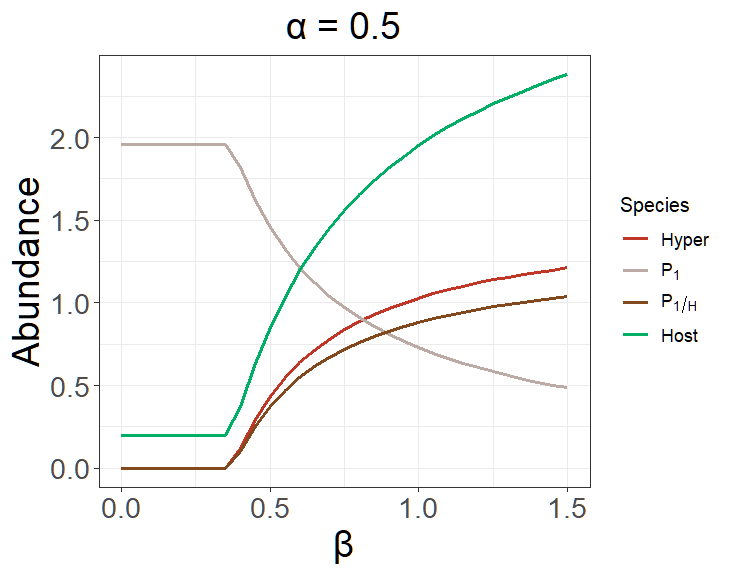 α = 0.5
Abundance
2.0
1.5
1.0
0.5
0.0
0.0 0.5 1.0 1.5
β
Species
Hyper
P₁
P₁/H
Host